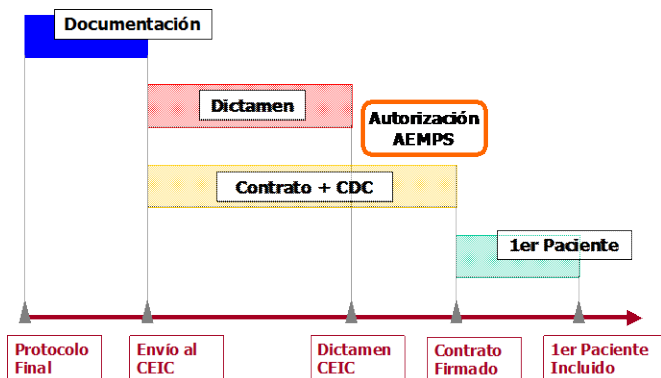 Documentación
Dictamen
Autorización
AEMPS
Contrato + CDC
1er Paciente
Protocolo
Final
Envío al
CEIC
Dictamen
CEIC
Contrato
Firmado
1er Paciente
Incluido